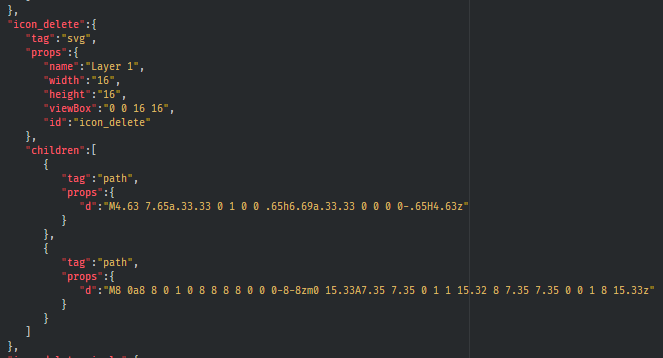 },
"icon_delete":{
"tag":"svg",
"props":{
"name":"Layer 1",
"width":"16",
"height":"16",
"viewBox":"0 0 16 16",
"id":"icon_delete"
},
"children":[
{
"tag":"path",
"props":{
"d":"M4.63 7.65a.33.33 0 1 0 0 .65h6.69a.33.33 0 0 0 0-.65H4.63z"
}
},
{
"tag":"path",
"props":{
"d":"M8 0a8 8 0 1 0 8 8 8 8 0 0 0-8-8zm0 15.33A7.35 7.35 0 1 1 15.32 8 7.35 7.35 0 0 1 8 15.33z"
}
}
]
},